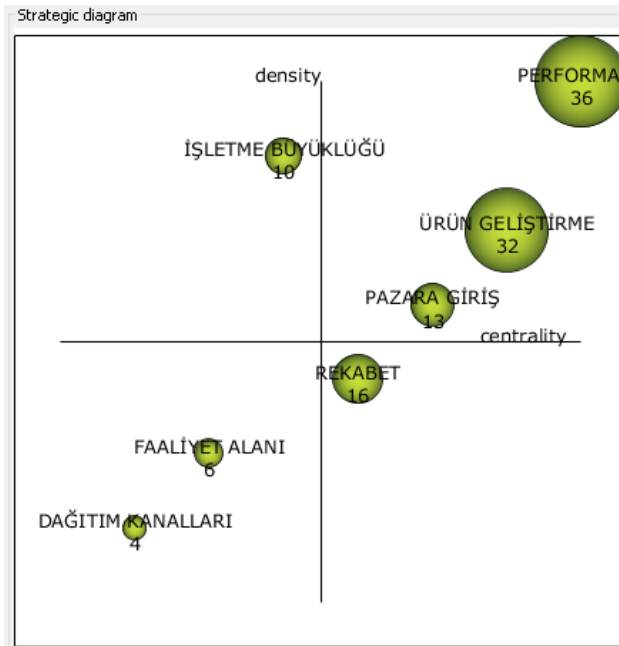 Strategic diagram
density
PERFORMA
36
İŞLETME BÜYÜKLÜĞÜ
10
ÜRÜN GELİŞTİRME
32
PAZARA GİRİŞ
13
centrality
REKABET
16
FAALİYET ALANI
6
DAĞITIM KANALLARI
4